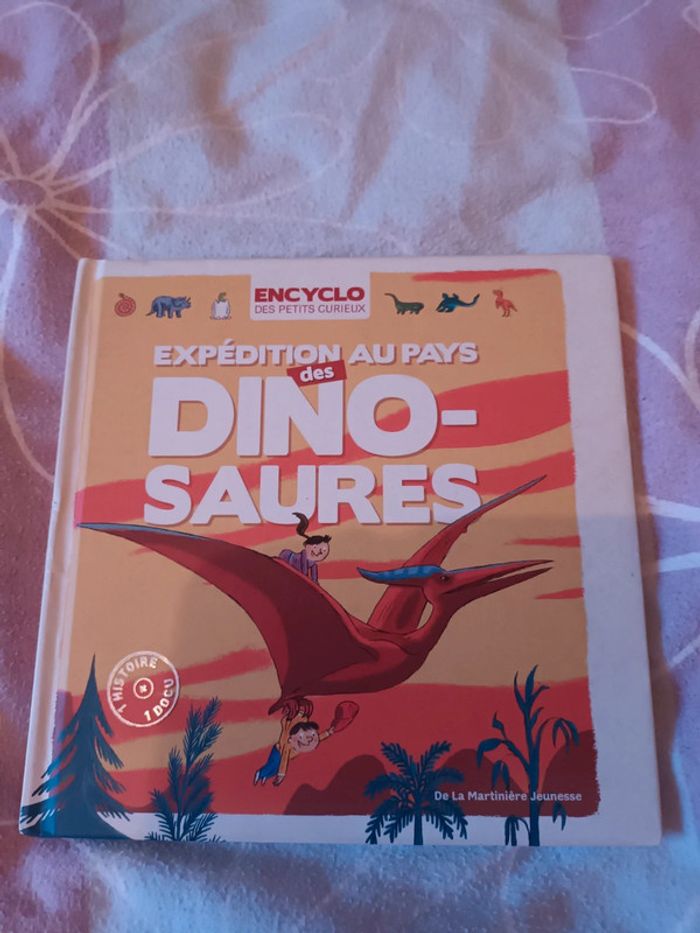 ENCYCLO
DES PETITS CURIEUX
EXPÉDITION AU PAYS
des
DINO-
SAURES
1 HISTOIRE
1 DOCU
De La Martinière Jeunesse